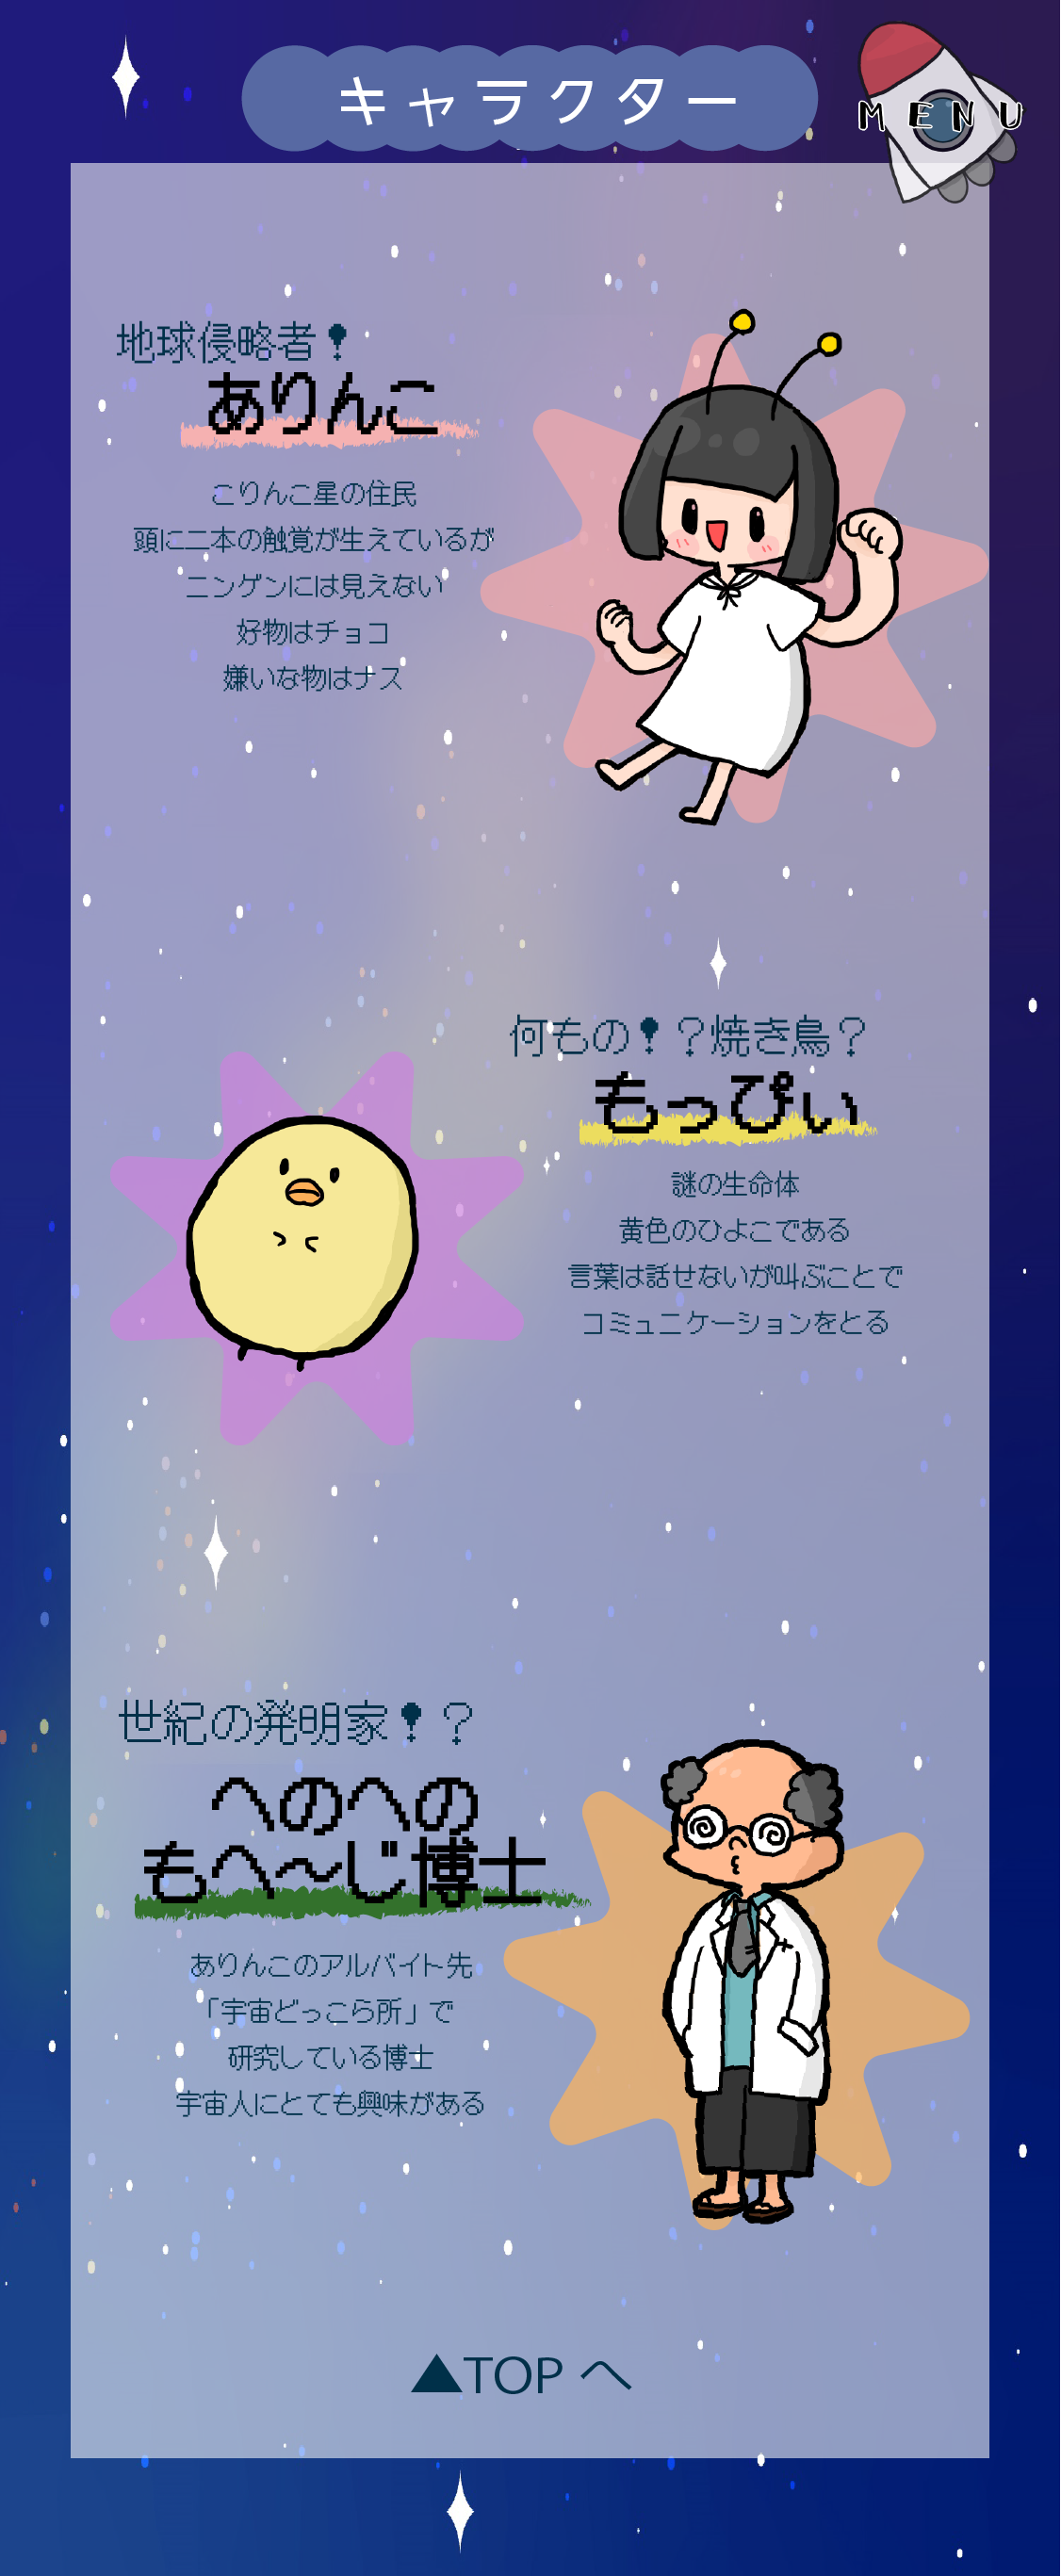 キャラクター
MENU
地球侵略者！
ありんこ
こりんこ星の住民
頭に二本の触覚が生えているが
ニンゲンには見えない
好物はチョコ
嫌いな物はナス
何もの！？焼き鳥？
もっぴぃ
謎の生命体
黄色のひよこである
言葉は話せないが叫ぶことで
コミュニケーションをとる
世紀の発明家！？
へのへの
もへ～じ博士
ありんこのアルバイト先
「宇宙どっこら所」で
研究している博士
宇宙人にとても興味がある
▲TOP へ